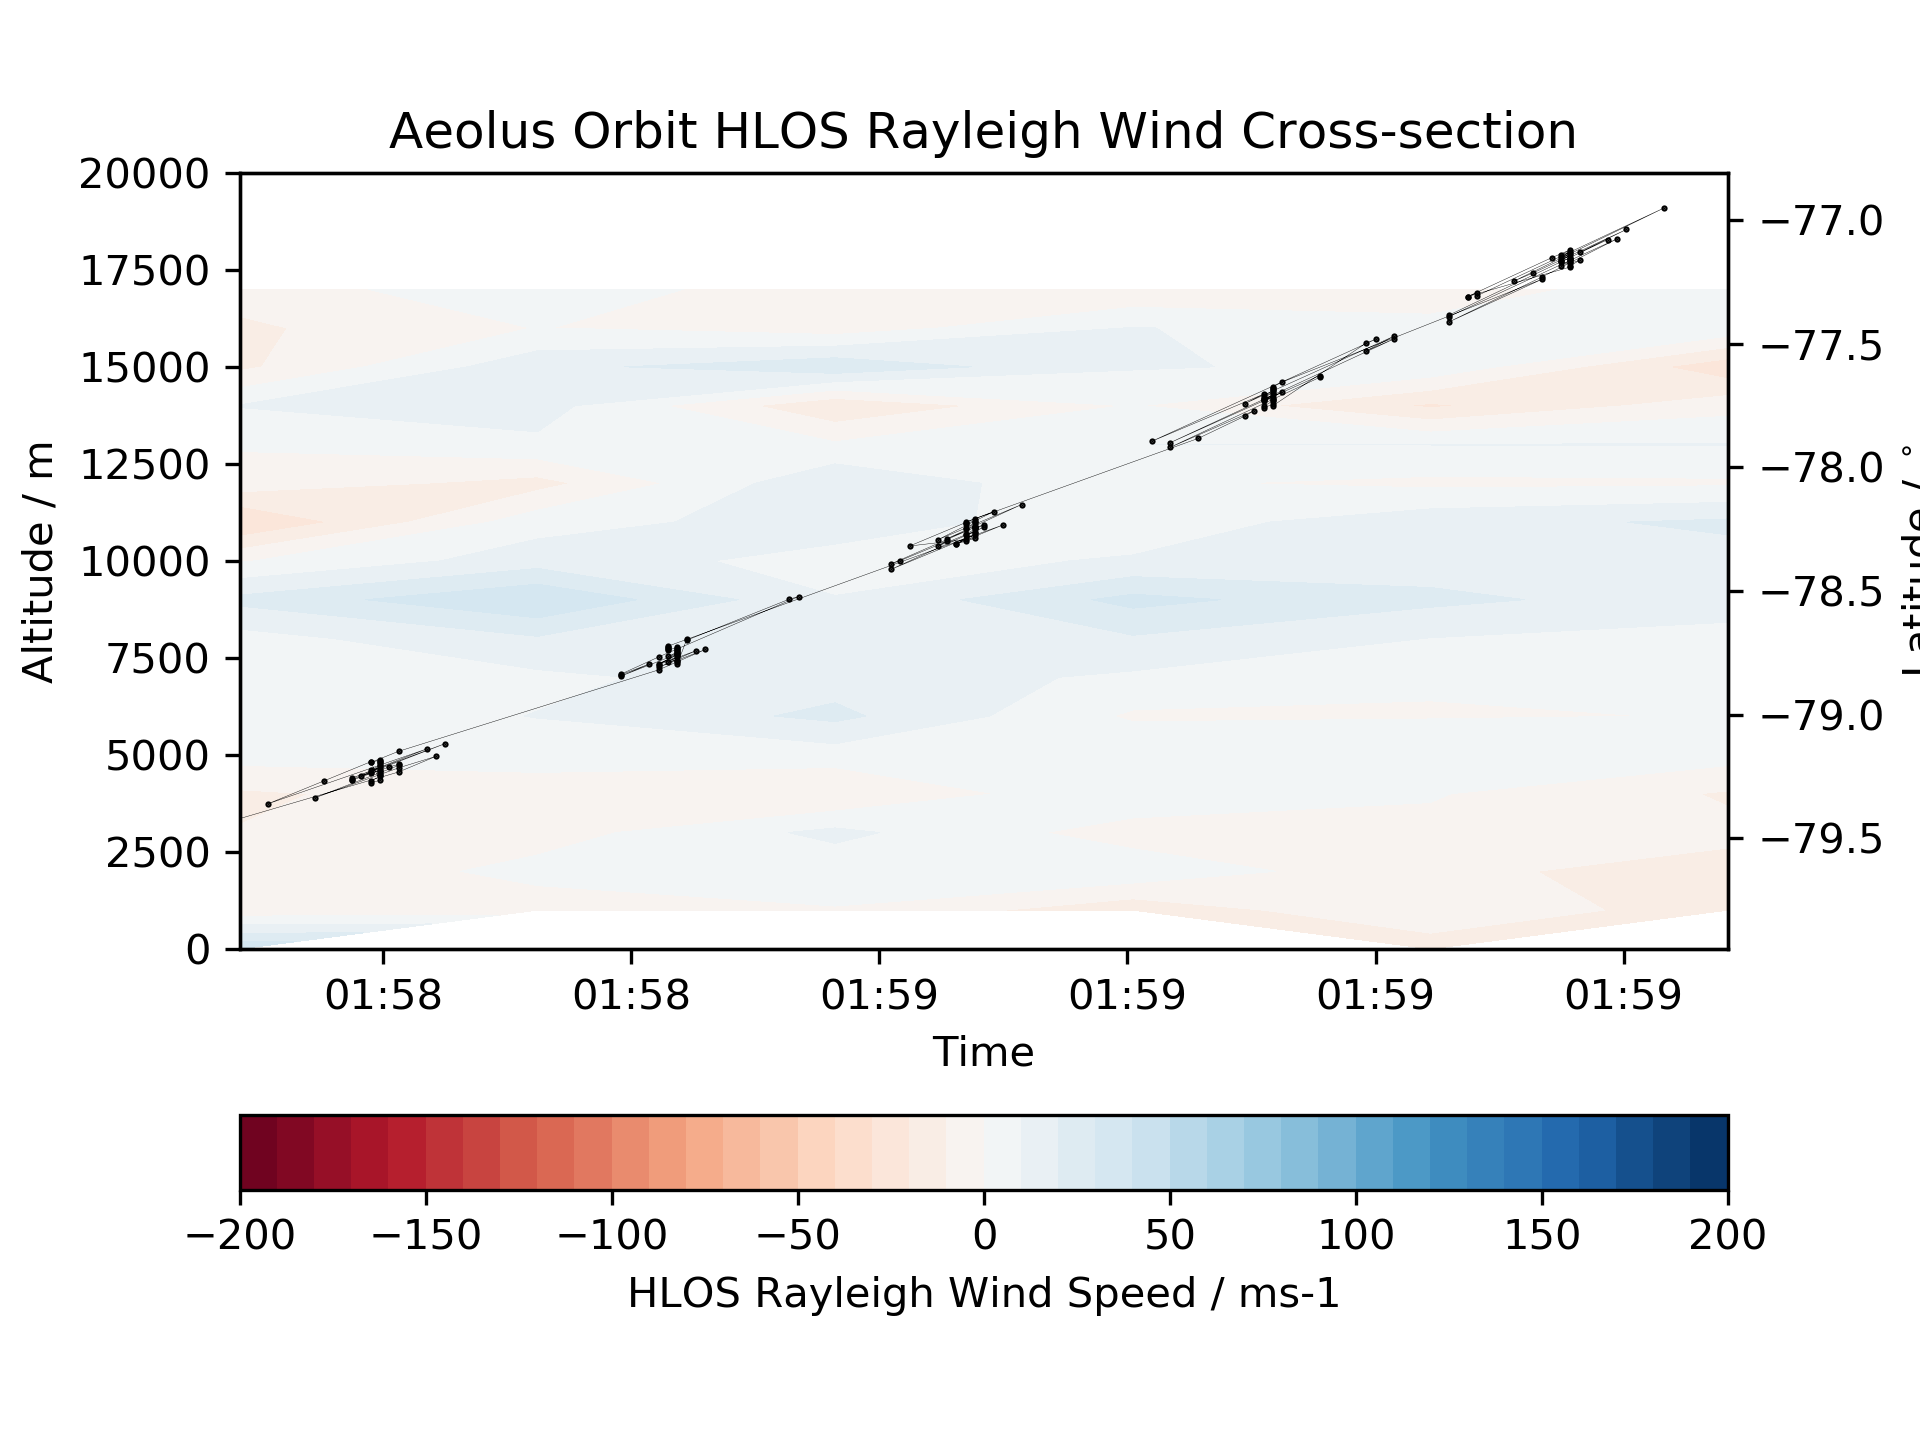 Aeolus Orbit HLOS Rayleigh Wind Cross-section
20000
17500
15000
12500
10000
7500
5000
2500
0
Altitude / m
−77.0
−77.5
−78.0
−78.5
−79.0
−79.5
Latitude / °
01:58 01:58 01:59 01:59 01:59 01:59
Time
−200 −150 −100 −50 0 50 100 150 200
HLOS Rayleigh Wind Speed / ms-1